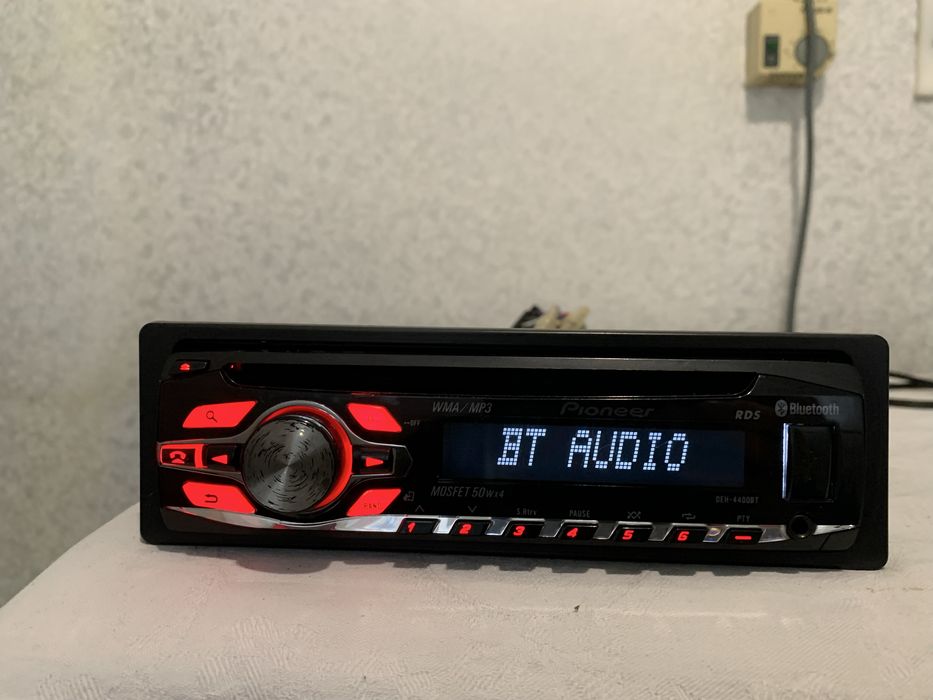 WMA/MP3
Pioneer
RDS
Bluetooth
OFF
BT AUDIO
MOSFET 50Wx4
DEH-4400BT
BAND
S.Rtrv
PAUSE
PTY
1
2
3
4
5
6